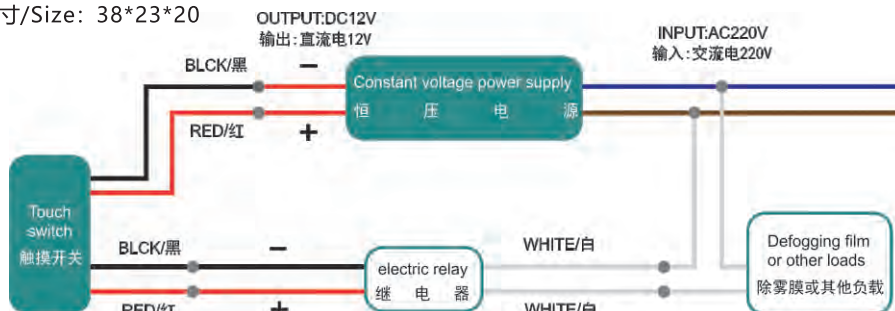 寸/Size: 38*23*20
OUTPUT:DC12V
输出:直流电12V
INPUT:AC220V
输入:交流电220V
BLCK/黑
−
Constant voltage power supply
恒 压 电 源
RED/红
+
Touch
switch
触摸开关
BLCK/黑
−
electric relay
继 电 器
WHITE/白
Defogging film
or other loads
除雾膜或其他负载
RED/红
+
WHITE/白